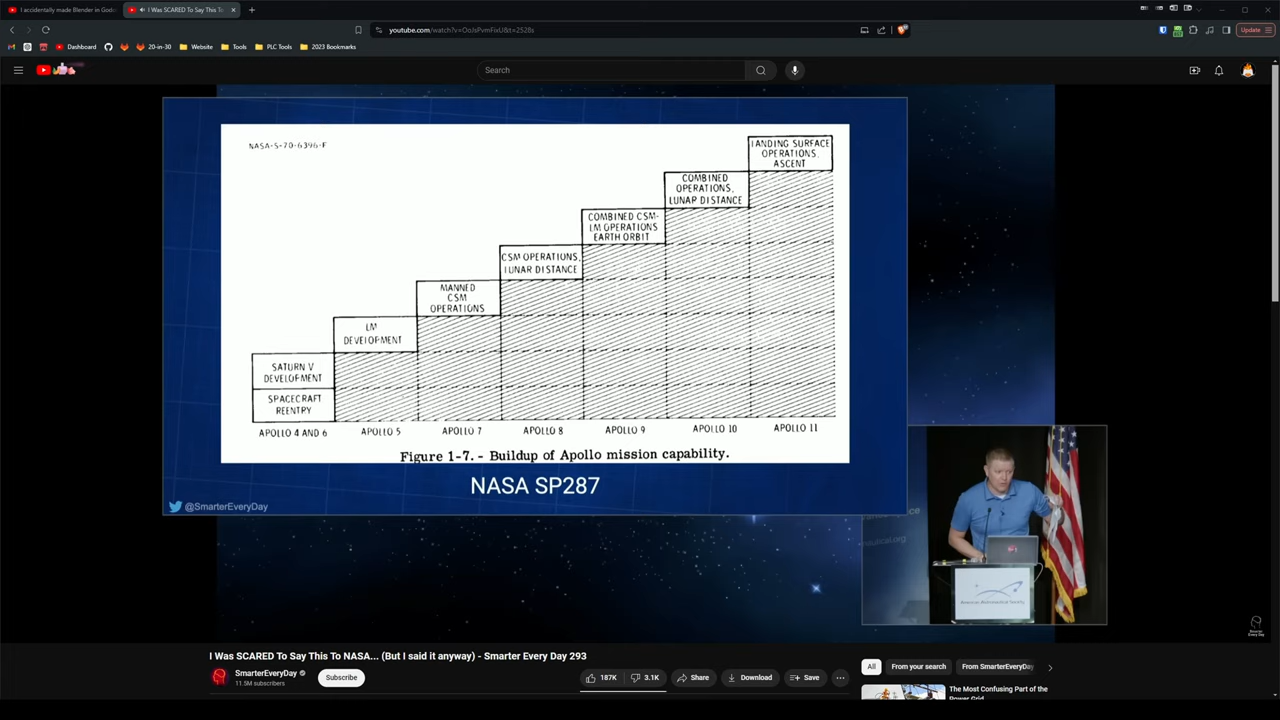 I accidentally made Blender in God
I Was SCARED To Say This T
youtube.com/watch?v=OoJsPvmFixU&t=2528s
Update
Dashboard
20-in-30
Website
Tools
PLC Tools
2023 Bookmarks
Search
NASA-S-70-6396-F
LANDING SURFACE
OPERATIONS,
ASCENT
COMBINED
OPERATIONS,
LUNAR DISTANCE
COMBINED CSM-
LM OPERATIONS
EARTH ORBIT
CSM OPERATIONS,
LUNAR DISTANCE
MANNED
CSM
OPERATIONS
LM
DEVELOPMENT
SATURN V
DEVELOPMENT
SPACECRAFT
REENTRY
APOLLO 4 AND 6
APOLLO 5
APOLLO 7
APOLLO 8
APOLLO 9
APOLLO 10
APOLLO 11
Figure 1-7. - Buildup of Apollo mission capability.
NASA SP287
@SmarterEveryDay
American Astronautical Society
I Was SCARED To Say This To NASA... (But I said it anyway) - Smarter Every Day 293
SmarterEveryDay
11.5M subscribers
Subscribe
187K
3.1K
Share
Download
Save
All
From your search
From SmarterEveryDay
The Most Confusing Part of the
Power Grid